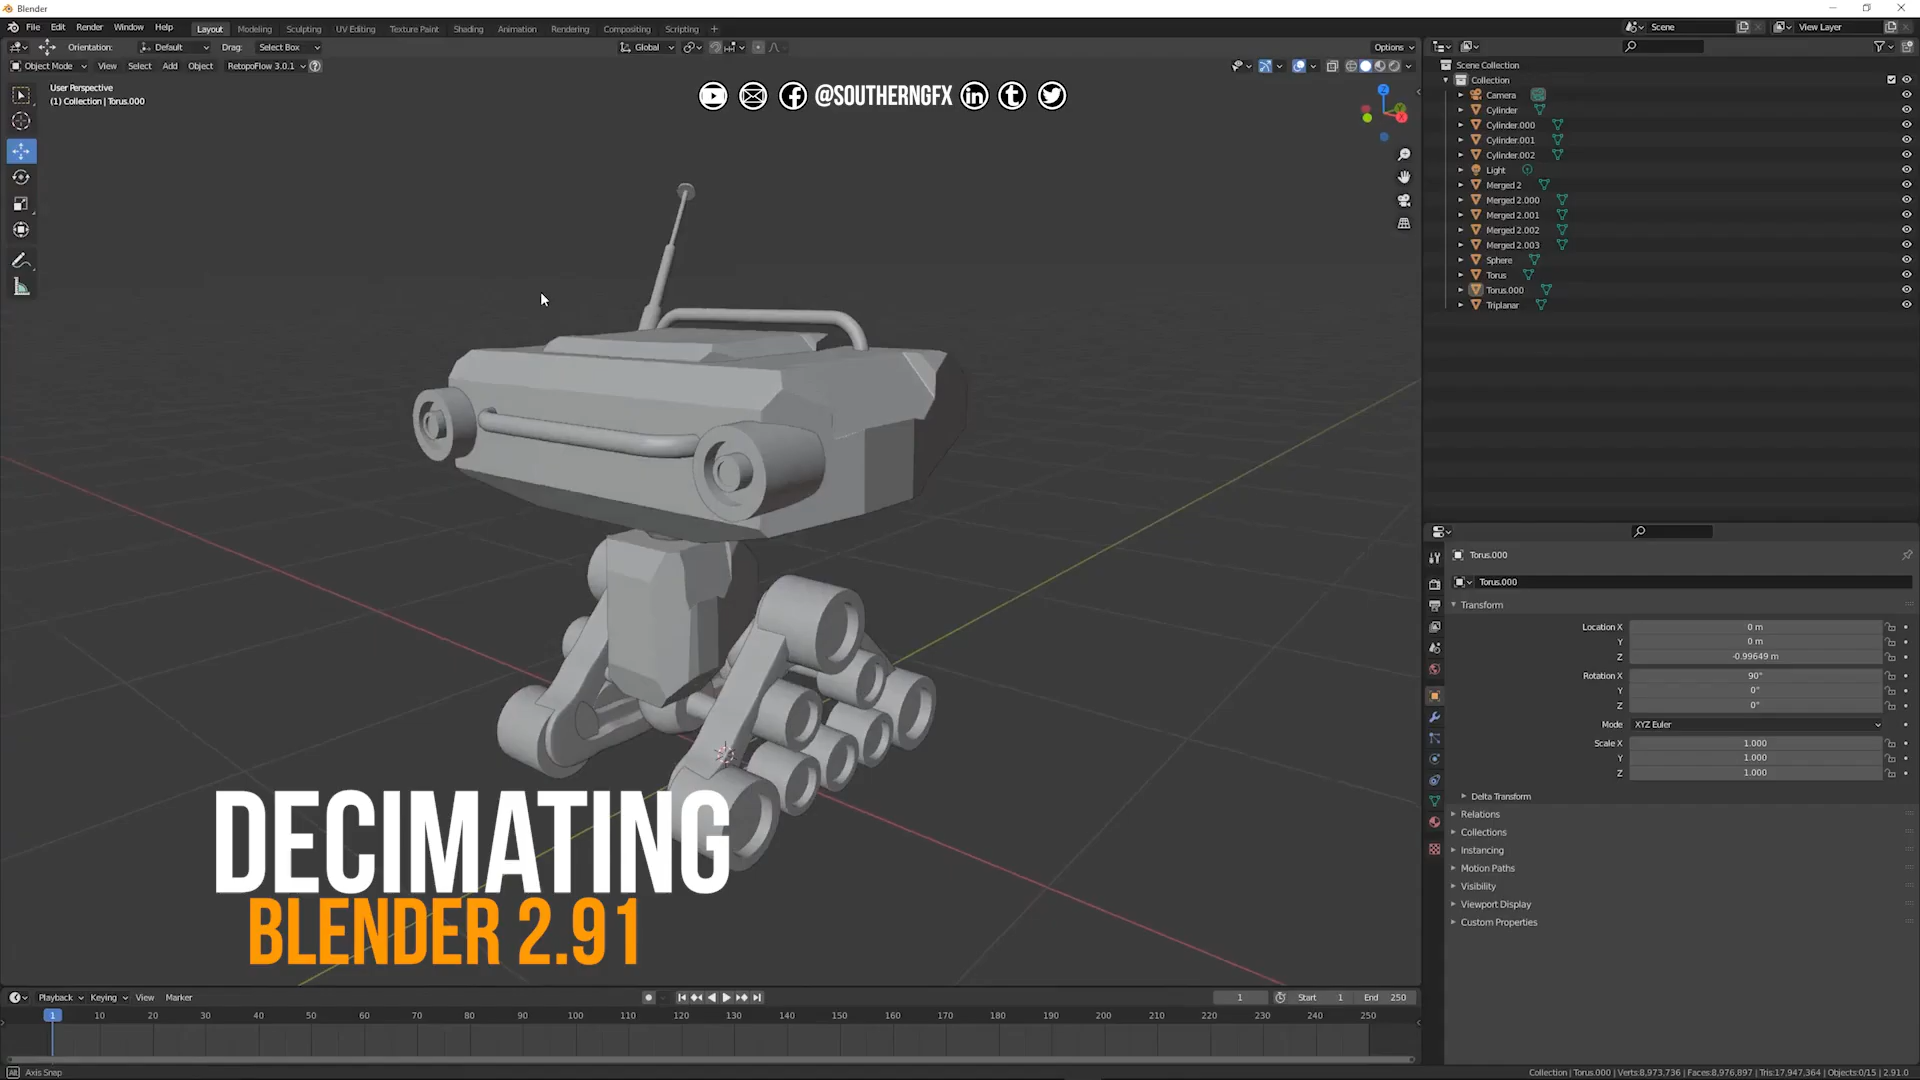 Blender
File Edit Render Window Help Layout Modeling Sculpting UV Editing Texture Paint Shading Animation Rendering Compositing Scripting + Scene View Layer
Orientation: Default Drag: Select Box Global Options
Object Mode View Select Add Object RetopoFlow 3.0.1
User Perspective
(1) Collection | Torus.000
@SOUTHERNGFX
Z
Y
X
Scene Collection
Collection
Camera
Cylinder
Cylinder.000
Cylinder.001
Cylinder.002
Light
Merged 2
Merged 2.000
Merged 2.001
Merged 2.002
Merged 2.003
Sphere
Torus
Torus.000
Triplanar
Torus.000
Torus.000
Transform
Location X 0 m
Y 0 m
Z -0.99649 m
Rotation X 90°
Y 0°
Z 0°
Mode XYZ Euler
Scale X 1.000
Y 1.000
Z 1.000
Delta Transform
Relations
Collections
Instancing
Motion Paths
Visibility
Viewport Display
Custom Properties
DECIMATING
BLENDER 2.91
Playback Keying View Marker 1 Start 1 End 250
1 10 20 30 40 50 60 70 80 90 100 110 120 130 140 150 160 170 180 190 200 210 220 230 240 250
Alt Axis Snap
Collection | Torus.000 | Verts:8,973,736 | Faces:8,976,897 | Tris:17,947,364 | Objects:0/15 | 2.91.0